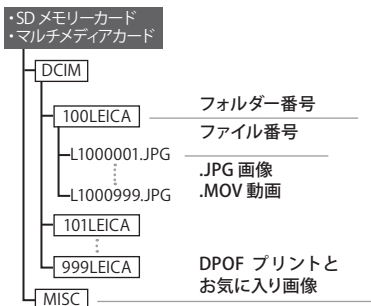 ・SD メモリーカード
・マルチメディアカード
DCIM
100LEICA
フォルダー番号
ファイル番号
L1000001.JPG
.JPG 画像
.MOV 動画
L1000999.JPG
101LEICA
999LEICA
DPOF プリントと
お気に入り画像
MISC